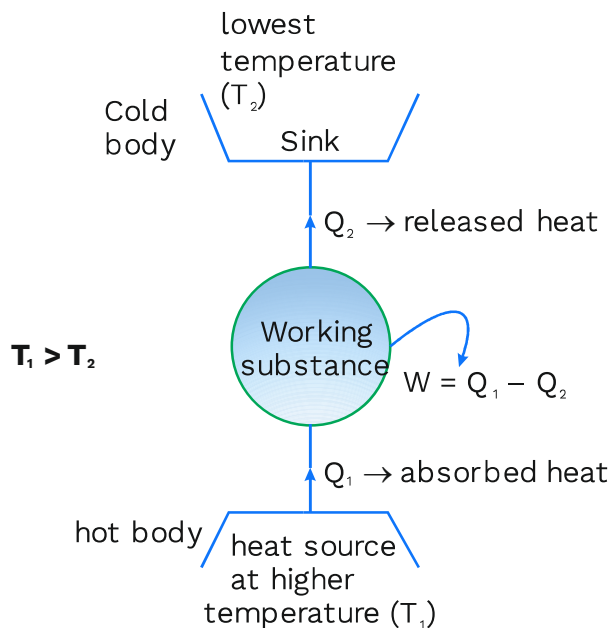 lowest
temperature
(T₂)
Cold
body
Sink
Q₂ → released heat
Working
substance
T₁ > T₂
W = Q₁ – Q₂
Q₁ → absorbed heat
hot body
heat source
at higher
temperature (T₁)